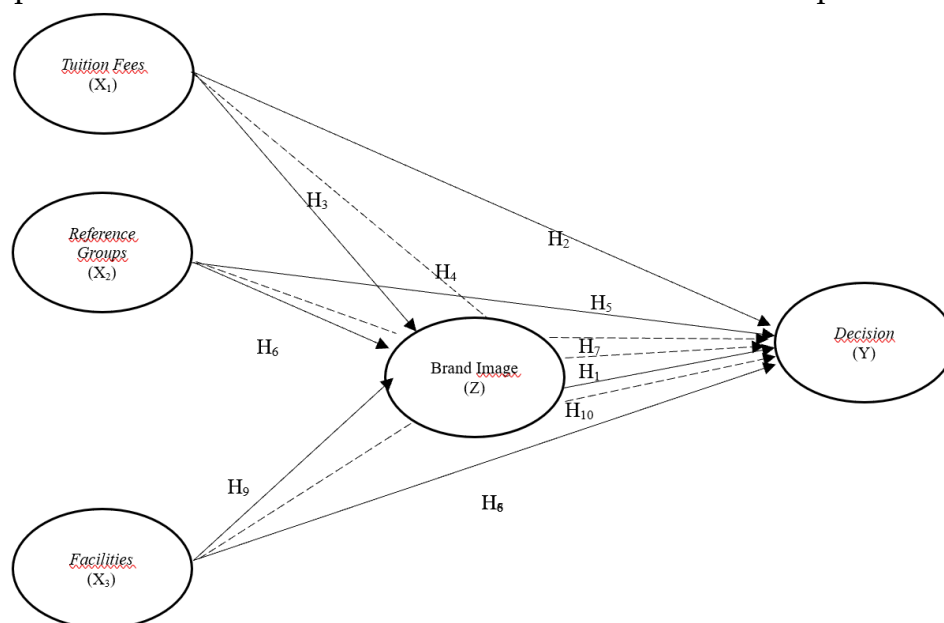 Tuition Fees
(X₁)
H₃
H₂
Reference
Groups
(X₂)
H₄
H₅
H₆
H₇
Decision
(Y)
Brand Image
(Z)
H₁
H₁₀
H₉
Facilities
(X₃)